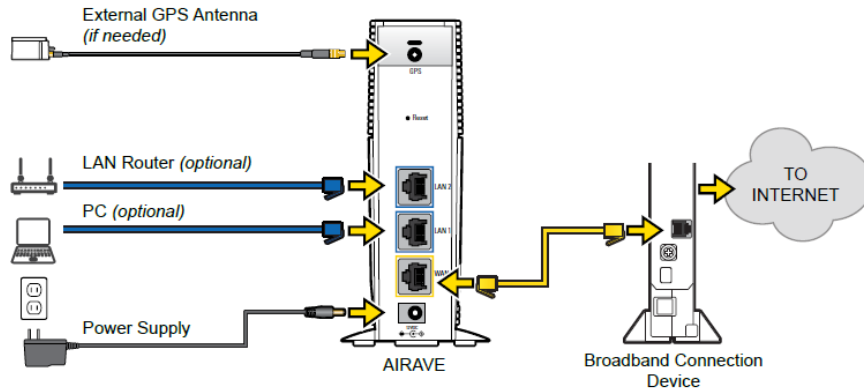 External GPS Antenna
(if needed)
GPS
Reset
LAN Router (optional)
LAN 2
PC (optional)
LAN 1
WAN
TO
INTERNET
Power Supply
12VDC
AIRAVE
Broadband Connection
Device